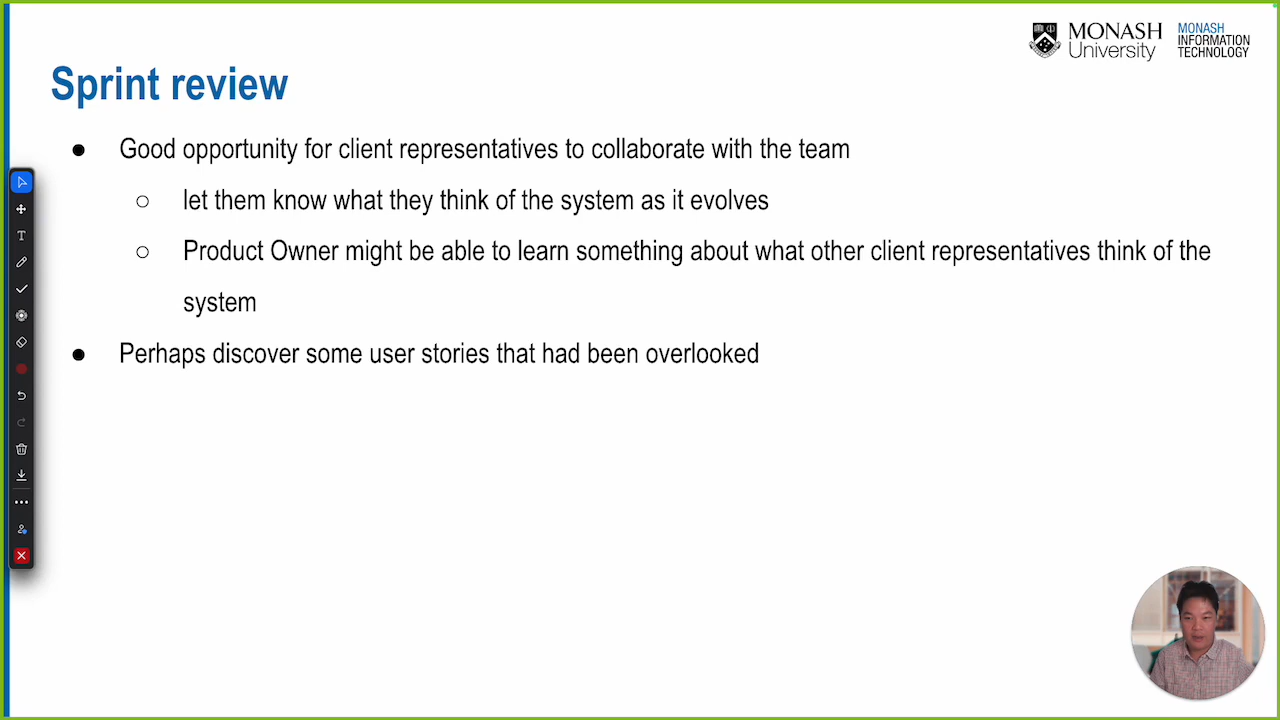 MONASH University
MONASH INFORMATION TECHNOLOGY
Sprint review
● Good opportunity for client representatives to collaborate with the team
○ let them know what they think of the system as it evolves
○ Product Owner might be able to learn something about what other client representatives think of the
system
● Perhaps discover some user stories that had been overlooked
T